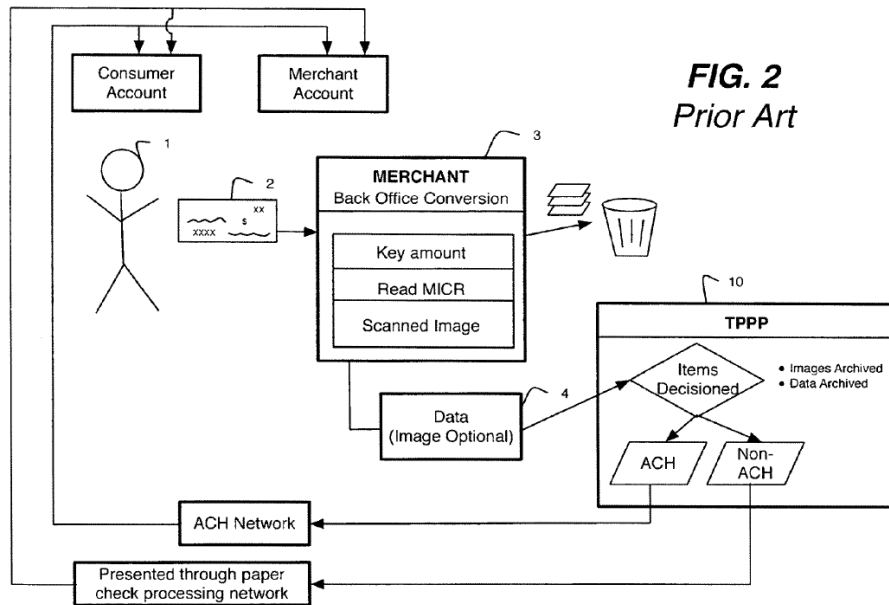 Consumer
Account
Merchant
Account
FIG. 2
Prior Art
1
2
xx
s
xxxx
3
MERCHANT
Back Office Conversion
Key amount
Read MICR
Scanned Image
10
TPPP
Items
Decisioned
• Images Archived
• Data Archived
4
Data
(Image Optional)
ACH
Non-
ACH
ACH Network
Presented through paper
check processing network